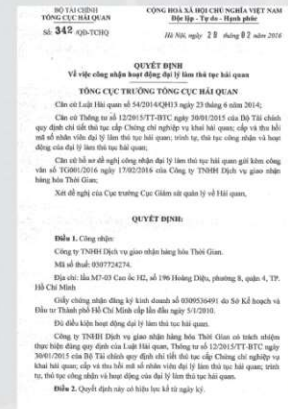 BỘ TÀI CHÍNH
TỔNG CỤC HẢI QUAN
CỘNG HOÀ XÃ HỘI CHỦ NGHĨA VIỆT NAM
Độc lập - Tự do - Hạnh phúc
Số: 342 /QĐ-TCHQ
Hà Nội, ngày 29 tháng 02 năm 2016
QUYẾT ĐỊNH
Về việc công nhận hoạt động đại lý làm thủ tục hải quan
TỔNG CỤC TRƯỞNG TỔNG CỤC HẢI QUAN
Căn cứ Luật Hải quan số 54/2014/QH13 ngày 23 tháng 6 năm 2014;
Căn cứ Thông tư số 12/2015/TT-BTC ngày 30/01/2015 của Bộ Tài chính
quy định chi tiết thủ tục cấp Chứng chỉ nghiệp vụ khai hải quan; cấp và thu hồi
mã số nhân viên đại lý làm thủ tục hải quan; trình tự, thủ tục công nhận và hoạt
động của đại lý làm thủ tục hải quan;
Căn cứ hồ sơ đề nghị công nhận đại lý làm thủ tục hải quan gửi kèm công
văn số TG001/2016 ngày 17/02/2016 của Công ty TNHH Dịch vụ giao nhận
hàng hóa Thời Gian;
Xét đề nghị của Cục trưởng Cục Giám sát quản lý về Hải quan,
QUYẾT ĐỊNH:
Điều 1. Công nhận:
Công ty TNHH Dịch vụ giao nhận hàng hóa Thời Gian.
Mã số thuế: 0307724274.
Địa chỉ: lầu M7-03 Cao ốc H2, số 196 Hoàng Diệu, phường 8, quận 4, TP.
Hồ Chí Minh
Giấy chứng nhận đăng ký kinh doanh số 0309536491 do Sở Kế hoạch và
Đầu tư Thành phố Hồ Chí Minh cấp lần đầu ngày 5/1/2010.
Đủ điều kiện hoạt động đại lý làm thủ tục hải quan.
Công ty TNHH Dịch vụ giao nhận hàng hóa Thời Gian có trách nhiệm
thực hiện đúng quy định của Luật Hải quan, Thông tư số 12/2015/TT-BTC ngày
30/01/2015 của Bộ Tài chính quy định chi tiết thủ tục cấp Chứng chỉ nghiệp vụ
khai hải quan; cấp và thu hồi mã số nhân viên đại lý làm thủ tục hải quan; trình
tự, thủ tục công nhận và hoạt động của đại lý làm thủ tục hải quan.
Điều 2. Quyết định này có hiệu lực kể từ ngày ký.